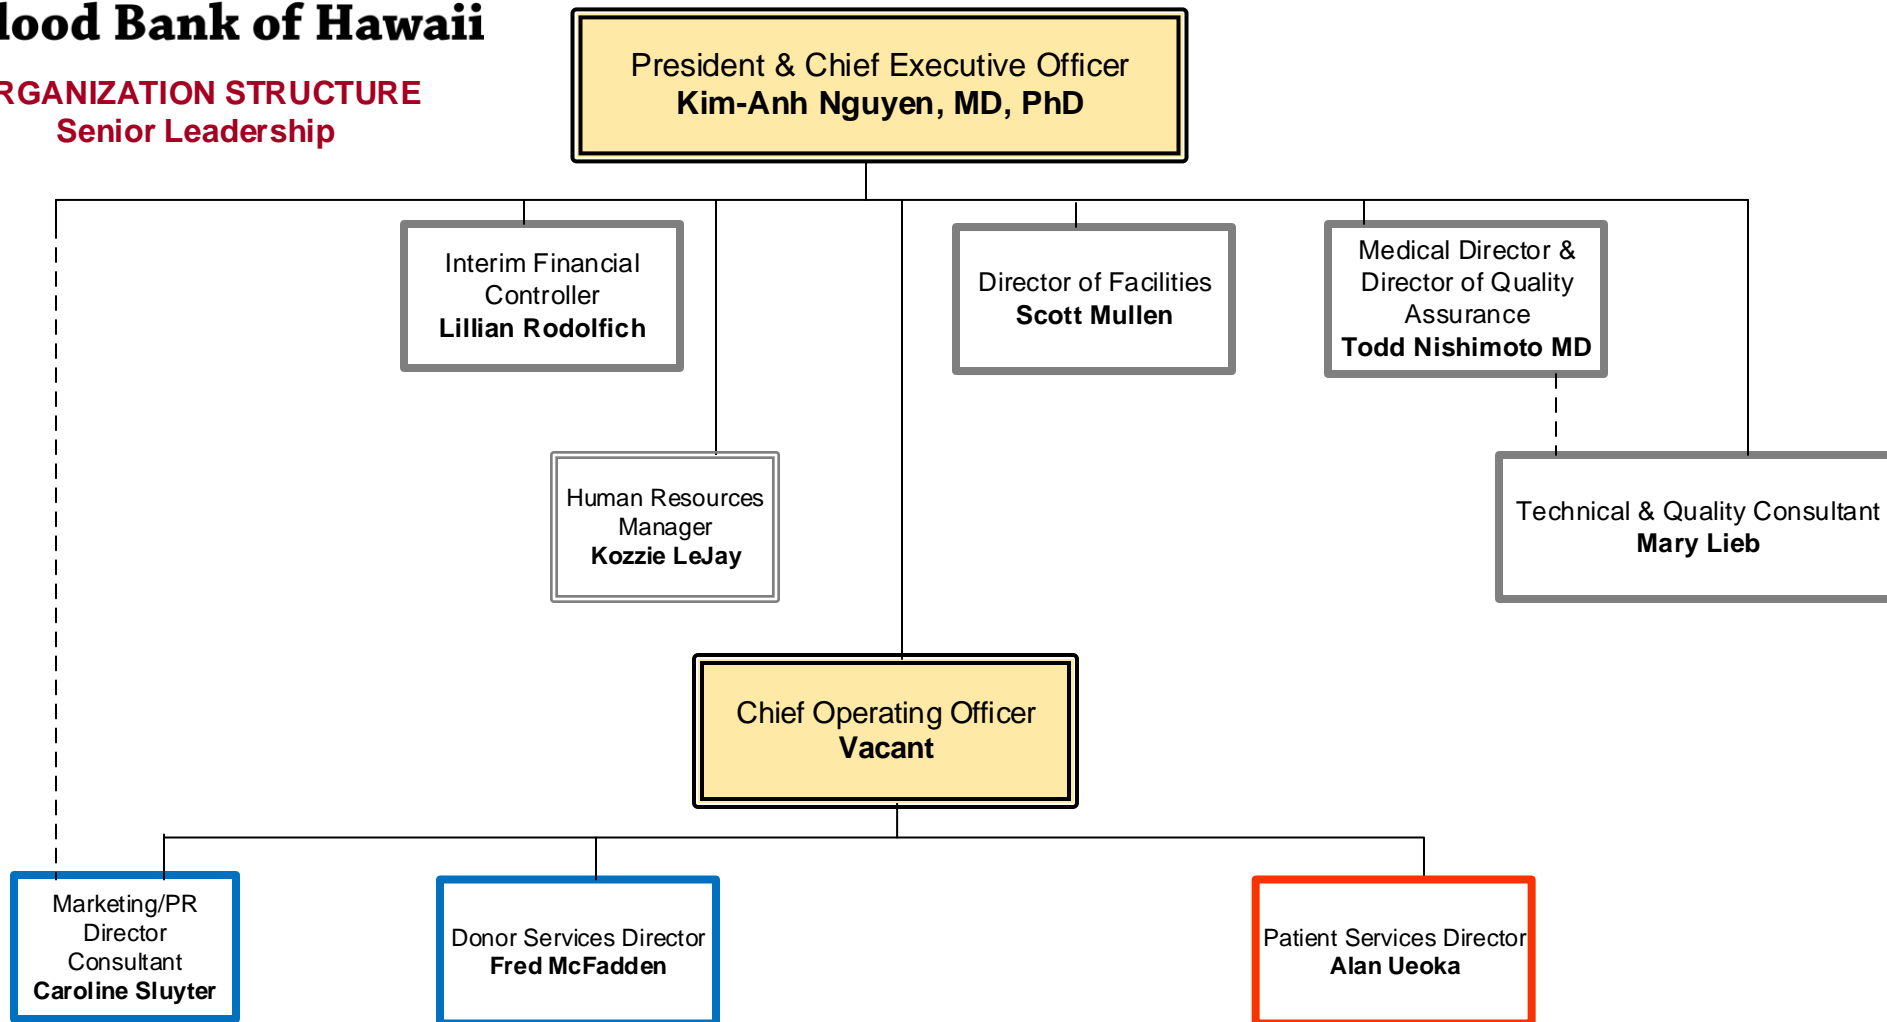 lood Bank of Hawaii
RGANIZATION STRUCTURE
Senior Leadership
President & Chief Executive Officer
Kim-Anh Nguyen, MD, PhD
Interim Financial
Controller
Lillian Rodolfich
Director of Facilities
Scott Mullen
Medical Director &
Director of Quality
Assurance
Todd Nishimoto MD
Human Resources
Manager
Kozzie LeJay
Technical & Quality Consultant
Mary Lieb
Chief Operating Officer
Vacant
Marketing/PR
Director
Consultant
Caroline Sluyter
Donor Services Director
Fred McFadden
Patient Services Director
Alan Ueoka